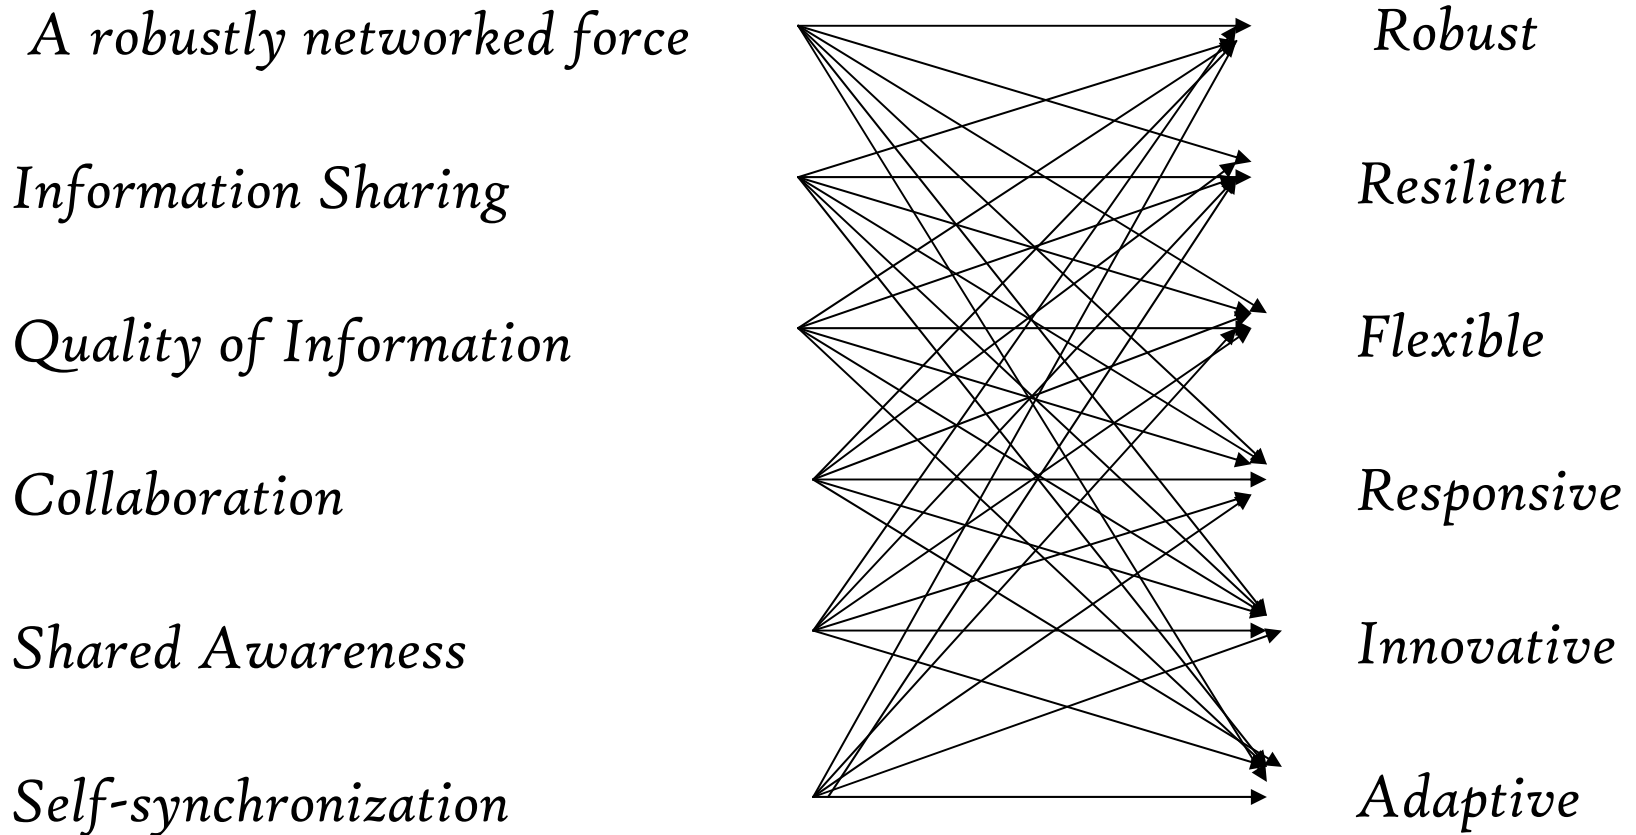 A robustly networked force
Robust
Information Sharing
Resilient
Quality of Information
Flexible
Collaboration
Responsive
Shared Awareness
Innovative
Self-synchronization
Adaptive